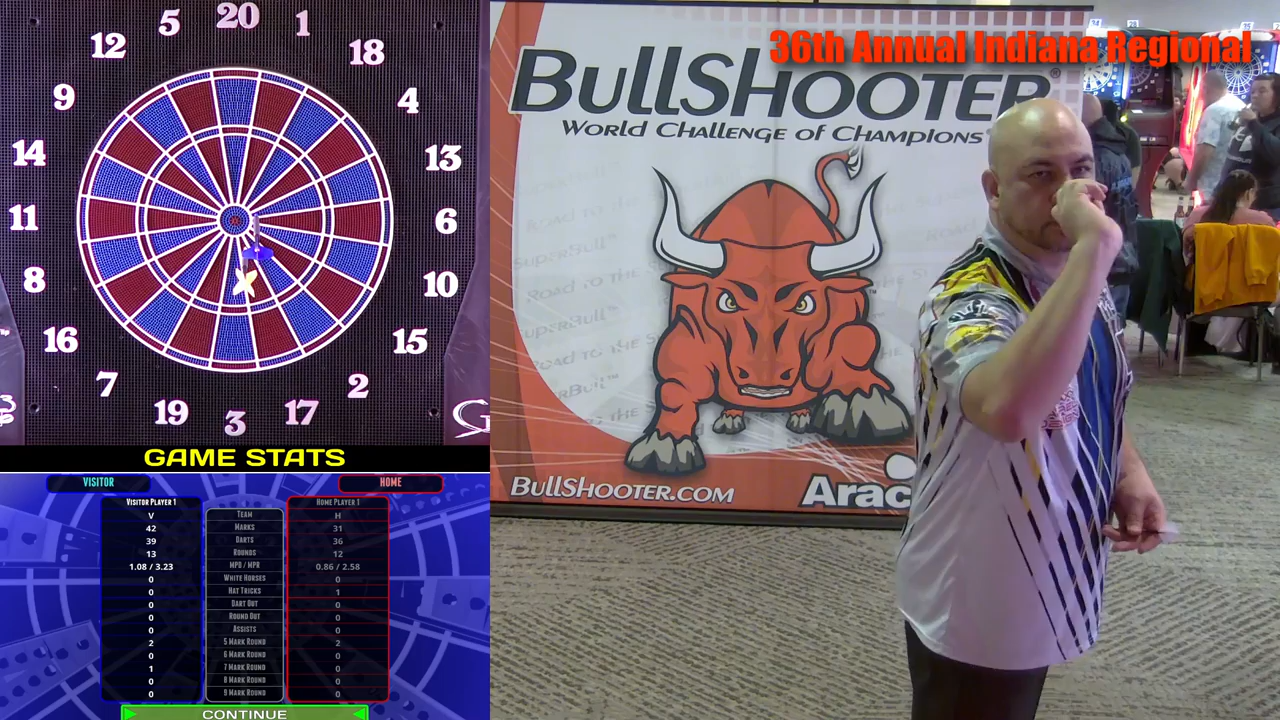 36th Annual Indiana Regional
BullShooter®
World Challenge of Champions
BullShooter.com
Arac
20
1
18
4
13
6
10
15
2
17
3
19
7
16
8
11
14
9
12
5
GAME STATS
VISITOR
HOME
Visitor Player 1
Home Player 1
V Team H
42 Marks 31
39 Darts 36
13 Rounds 12
1.08 / 3.23 MPD / MPR 0.86 / 2.58
0 White Horses 0
0 Hat Tricks 1
0 Dart Out 0
0 Round Out 0
0 Assists 0
2 5 Mark Round 2
0 6 Mark Round 0
1 7 Mark Round 0
0 8 Mark Round 0
0 9 Mark Round 0
CONTINUE